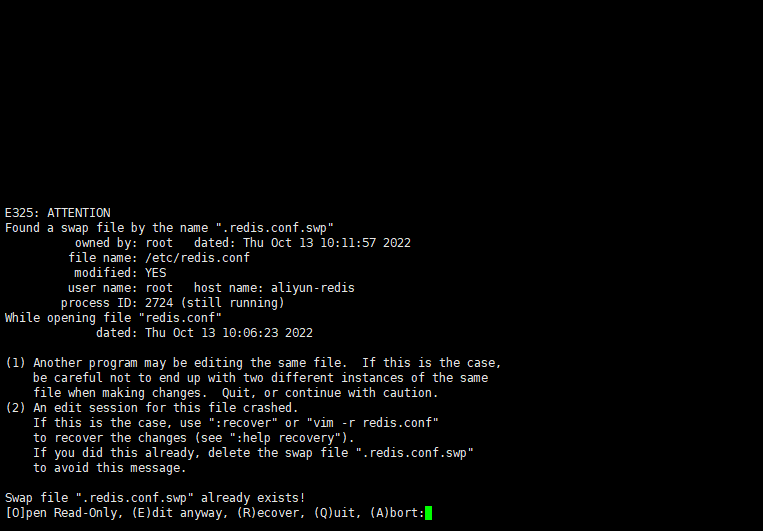 E325: ATTENTION
Found a swap file by the name ".redis.conf.swp"
          owned by: root   dated: Thu Oct 13 10:11:57 2022
         file name: /etc/redis.conf
          modified: YES
         user name: root   host name: aliyun-redis
        process ID: 2724 (still running)
While opening file "redis.conf"
             dated: Thu Oct 13 10:06:23 2022

(1) Another program may be editing the same file.  If this is the case,
    be careful not to end up with two different instances of the same
    file when making changes.  Quit, or continue with caution.
(2) An edit session for this file crashed.
    If this is the case, use ":recover" or "vim -r redis.conf"
    to recover the changes (see ":help recovery").
    If you did this already, delete the swap file ".redis.conf.swp"
    to avoid this message.

Swap file ".redis.conf.swp" already exists!
[O]pen Read-Only, (E)dit anyway, (R)ecover, (Q)uit, (A)bort: